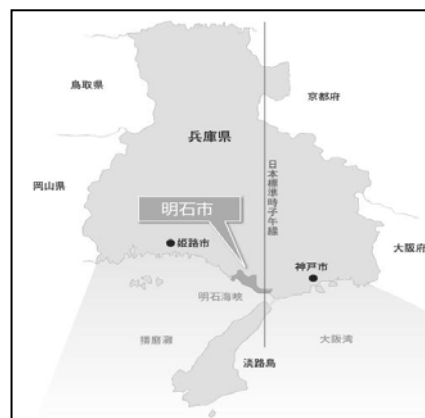 鳥取県
京都府
兵庫県
日本標準時子午線
岡山県
明石市
姫路市
大阪府
神戸市
明石海峡
播磨灘
大阪湾
淡路島